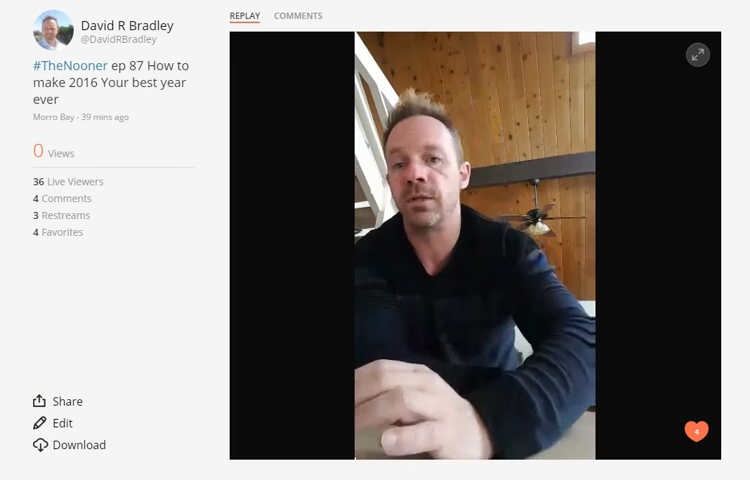 David R Bradley
@DavidRBradley
#TheNooner ep 87 How to
make 2016 Your best year
ever
Morro Bay - 39 mins ago
0 Views
36 Live Viewers
4 Comments
3 Restreams
4 Favorites
Share
Edit
Download
REPLAY COMMENTS
4